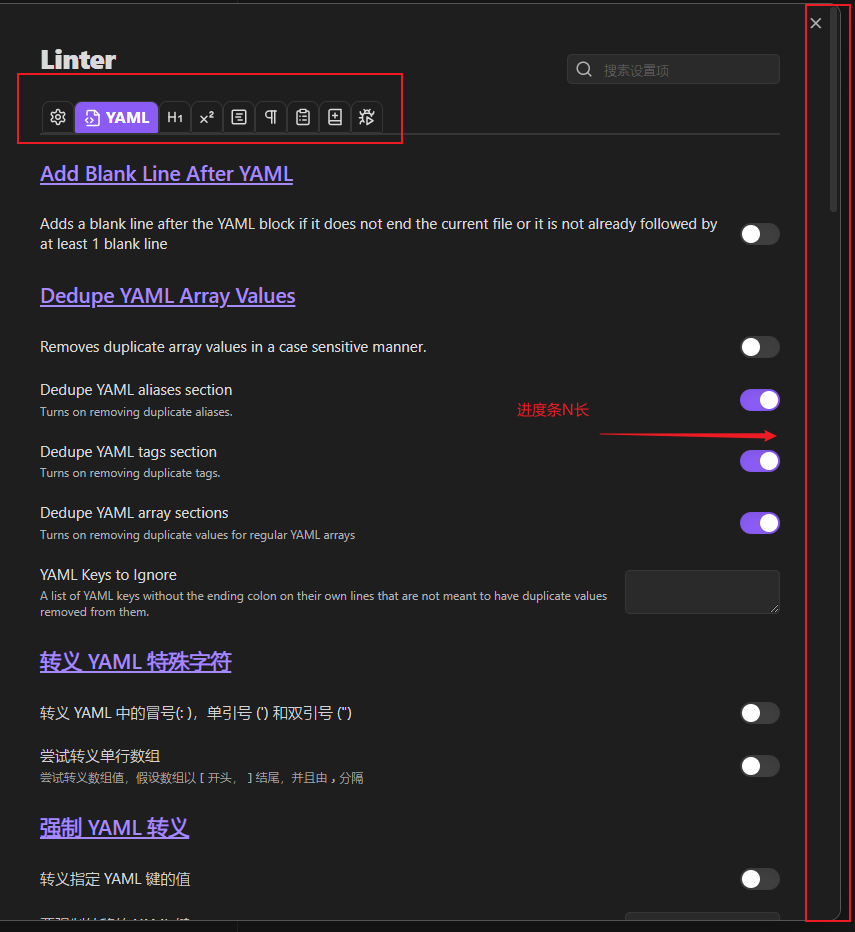 Linter
搜索设置项
YAML
H1
x²
Add Blank Line After YAML
Adds a blank line after the YAML block if it does not end the current file or it is not already followed by
at least 1 blank line
Dedupe YAML Array Values
Removes duplicate array values in a case sensitive manner.
Dedupe YAML aliases section
Turns on removing duplicate aliases.
进度条N长
Dedupe YAML tags section
Turns on removing duplicate tags.
Dedupe YAML array sections
Turns on removing duplicate values for regular YAML arrays
YAML Keys to Ignore
A list of YAML keys without the ending colon on their own lines that are not meant to have duplicate values
removed from them.
转义 YAML 特殊字符
转义 YAML 中的冒号(: )，单引号 (') 和双引号 (")
尝试转义单行数组
尝试转义数组值，假设数组以 [ 开头， ] 结尾，并且由 , 分隔
强制 YAML 转义
转义指定 YAML 键的值